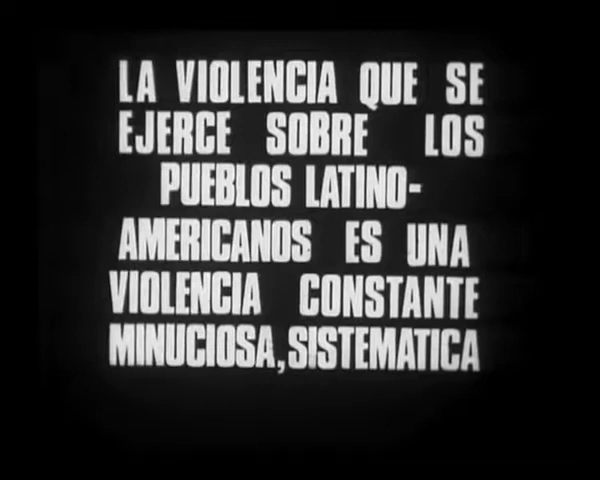 LA VIOLENCIA QUE SE
EJERCE SOBRE LOS
PUEBLOS LATINO-
AMERICANOS ES UNA
VIOLENCIA CONSTANTE
MINUCIOSA, SISTEMATICA